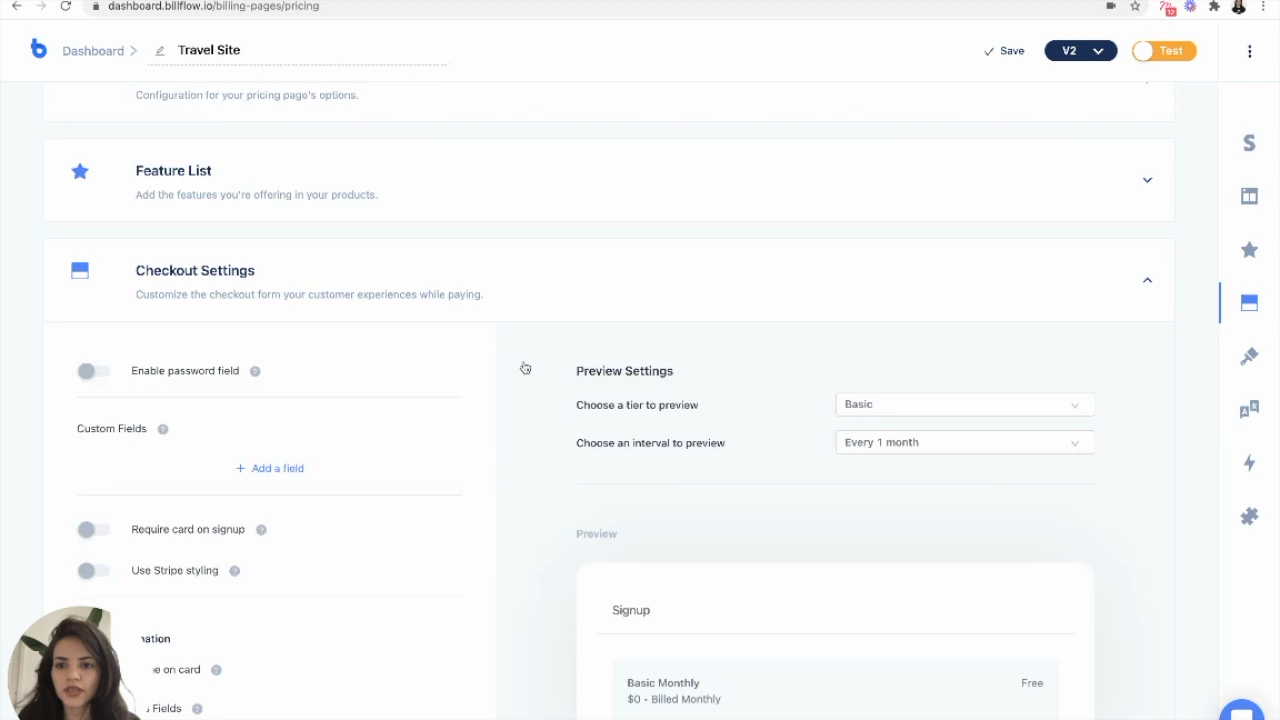 dashboard.billflow.io/billing-pages/pricing
12
Dashboard
Travel Site
Save
V2
Test
Configuration for your pricing page's options.
Feature List
Add the features you're offering in your products.
Checkout Settings
Customize the checkout form your customer experiences while paying.
Enable password field ?
Preview Settings
Choose a tier to preview
Basic
Custom Fields ?
Choose an interval to preview
Every 1 month
+ Add a field
Require card on signup ?
Preview
Use Stripe styling ?
Signup
on card ?
Basic Monthly
Free
$0 - Billed Monthly
Fields ?